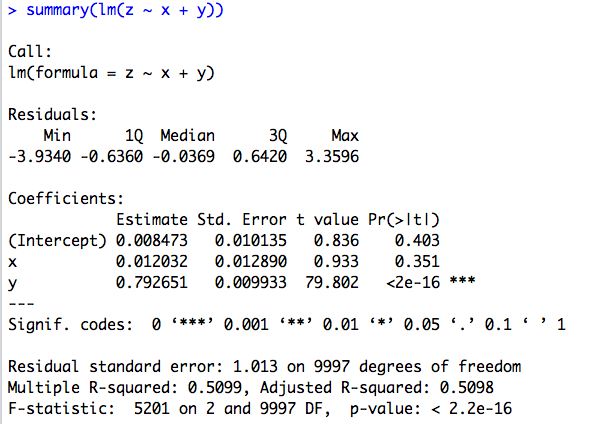 > summary(lm(z ~ x + y))
Call:
lm(formula = z ~ x + y)
Residuals:
    Min      1Q  Median      3Q     Max
-3.9340 -0.6360 -0.0369  0.6420  3.3596
Coefficients:
            Estimate Std. Error t value Pr(>|t|)
(Intercept) 0.008473   0.010135   0.836    0.403
x           0.012032   0.012890   0.933    0.351
y           0.792651   0.009933  79.802   <2e-16 ***
---
Signif. codes:  0 ‘***’ 0.001 ‘**’ 0.01 ‘*’ 0.05 ‘.’ 0.1 ‘ ’ 1
Residual standard error: 1.013 on 9997 degrees of freedom
Multiple R-squared: 0.5099, Adjusted R-squared: 0.5098
F-statistic:  5201 on 2 and 9997 DF,  p-value: < 2.2e-16